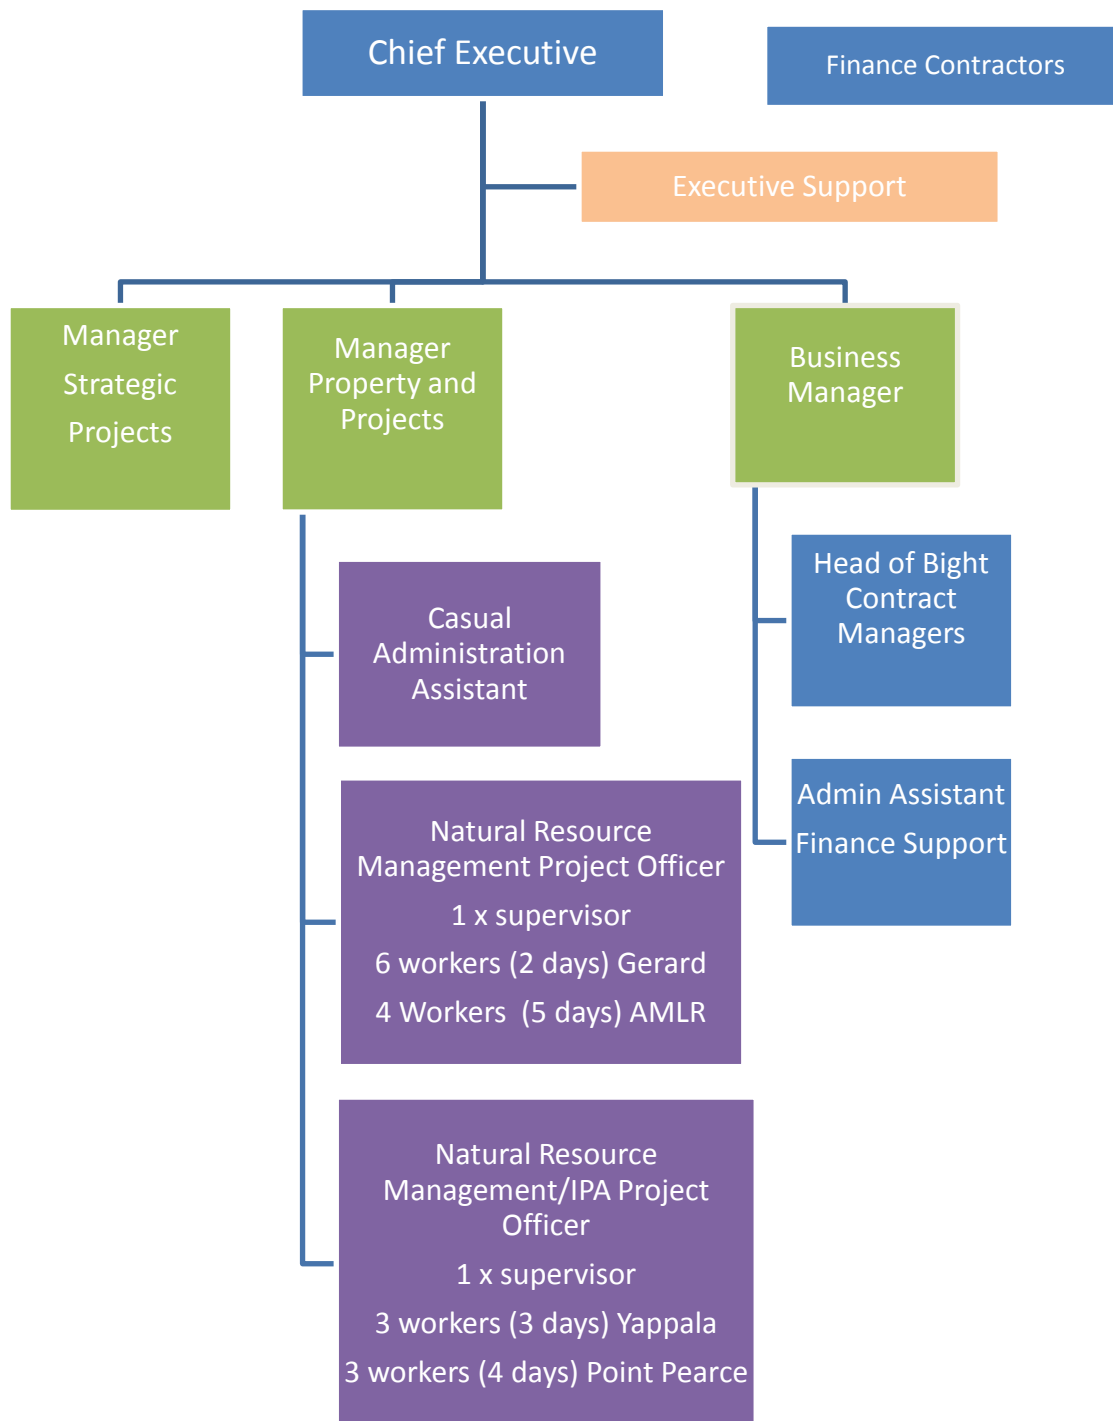 Chief Executive
Finance Contractors
Executive Support
Manager
Strategic
Projects
Manager
Property and
Projects
Business
Manager
Casual
Administration
Assistant
Head of Bight
Contract
Managers
Natural Resource
Management Project Officer
1 x supervisor
6 workers (2 days) Gerard
4 Workers  (5 days) AMLR
Admin Assistant
Finance Support
Natural Resource
Management/IPA Project
Officer
1 x supervisor
3 workers (3 days) Yappala
3 workers (4 days) Point Pearce